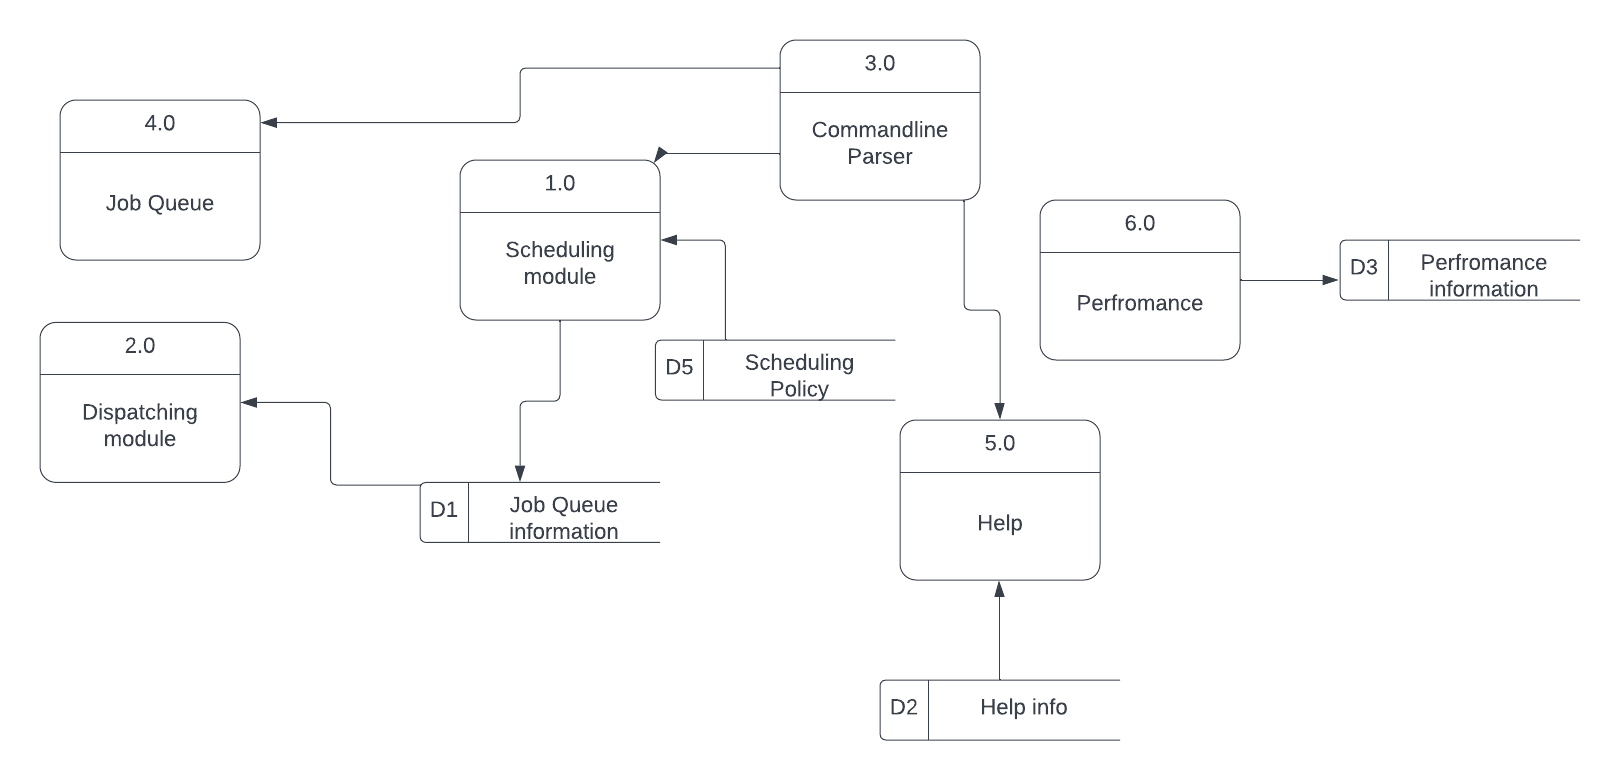 3.0
Commandline
Parser
4.0
Job Queue
1.0
Scheduling
module
6.0
Perfromance
D3
Perfromance
information
2.0
Dispatching
module
D5
Scheduling
Policy
5.0
Help
D1
Job Queue
information
D2
Help info